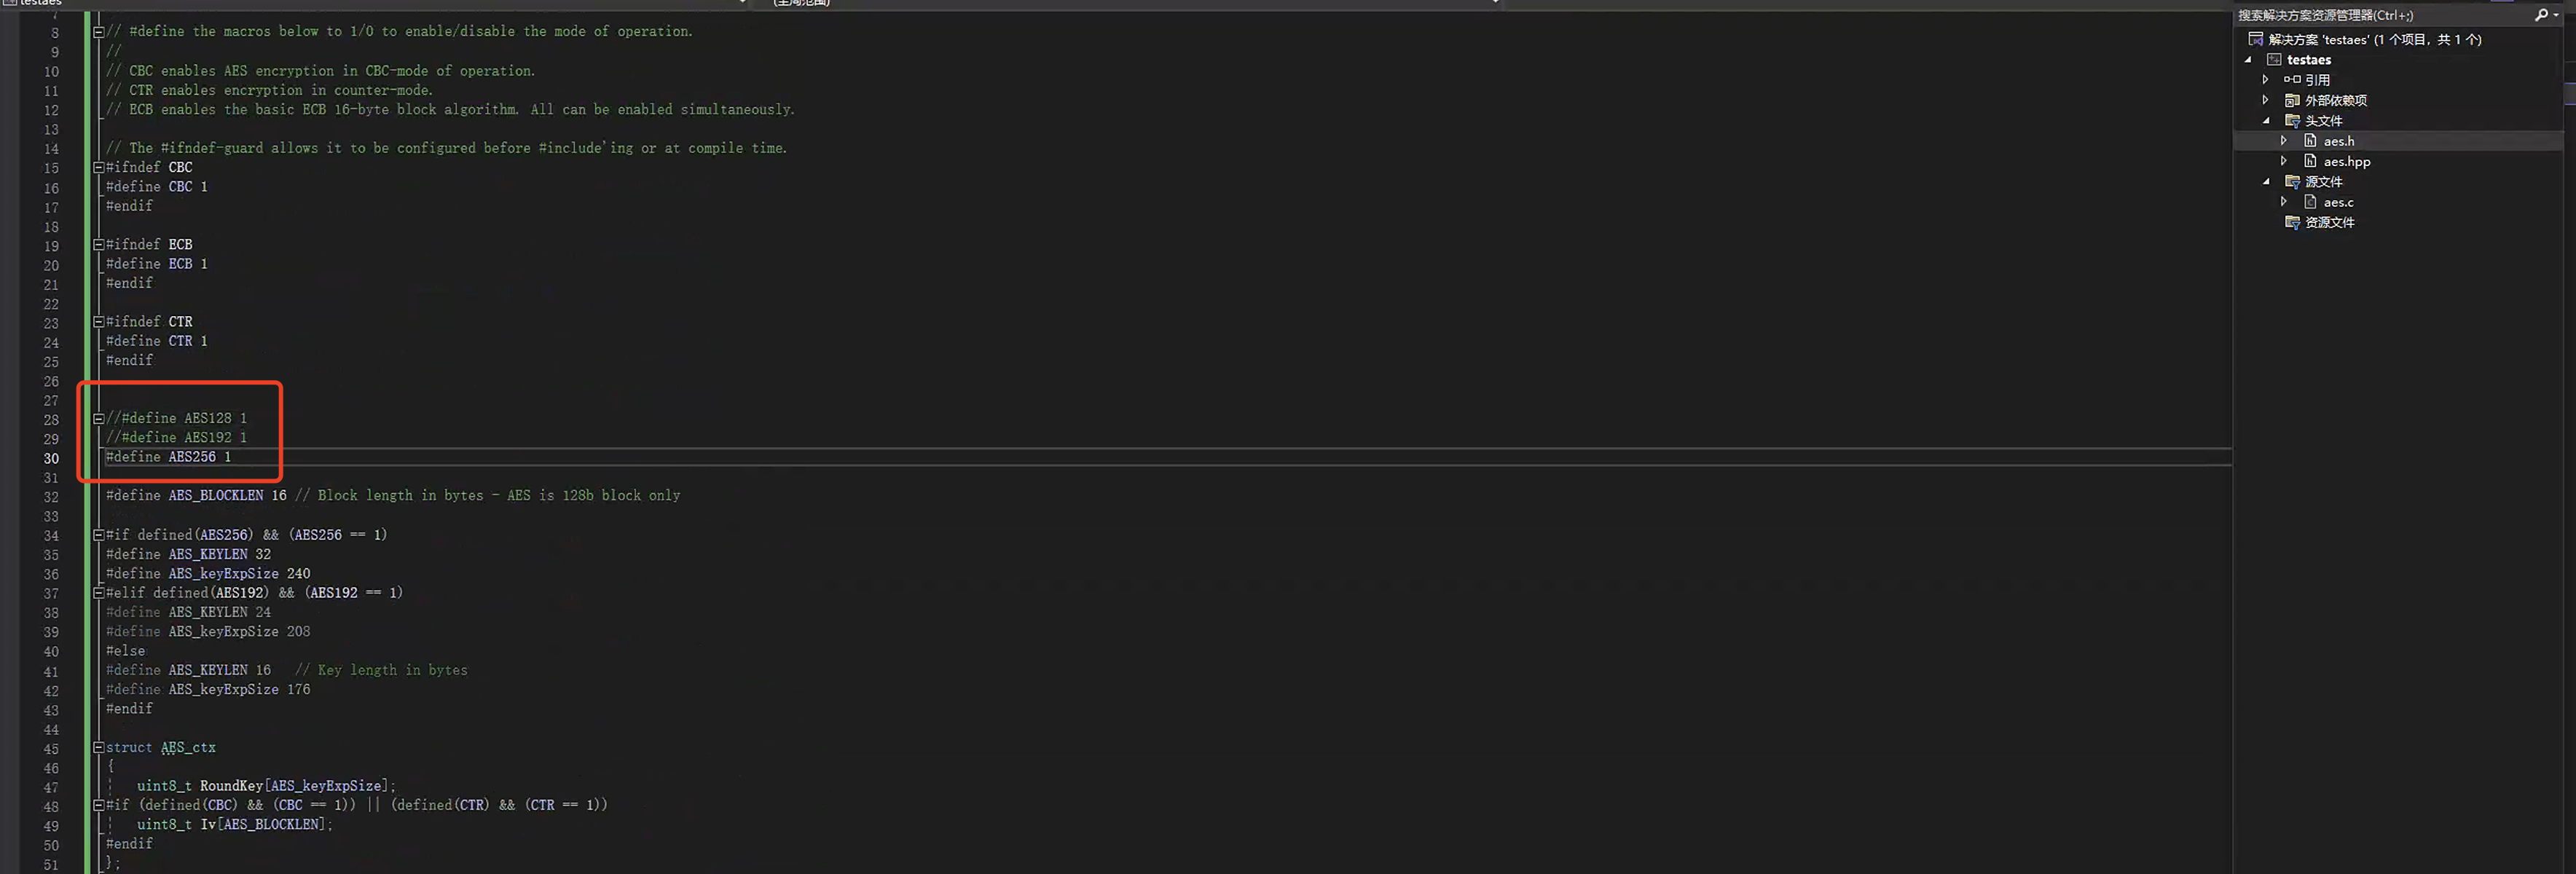 testaes
(全局范围)
7
8 // #define the macros below to 1/0 to enable/disable the mode of operation.
9 //
10 // CBC enables AES encryption in CBC-mode of operation.
11 // CTR enables encryption in counter-mode.
12 // ECB enables the basic ECB 16-byte block algorithm. All can be enabled simultaneously.
13
14 // The #ifndef-guard allows it to be configured before #include'ing or at compile time.
15 #ifndef CBC
16 #define CBC 1
17 #endif
18
19 #ifndef ECB
20 #define ECB 1
21 #endif
22
23 #ifndef CTR
24 #define CTR 1
25 #endif
26
27
28 //#define AES128 1
29 //#define AES192 1
30 #define AES256 1
31
32 #define AES_BLOCKLEN 16 // Block length in bytes - AES is 128b block only
33
34 #if defined(AES256) && (AES256 == 1)
35 #define AES_KEYLEN 32
36 #define AES_keyExpSize 240
37 #elif defined(AES192) && (AES192 == 1)
38 #define AES_KEYLEN 24
39 #define AES_keyExpSize 208
40 #else
41 #define AES_KEYLEN 16   // Key length in bytes
42 #define AES_keyExpSize 176
43 #endif
44
45 struct AES_ctx
46 {
47 uint8_t RoundKey[AES_keyExpSize];
48 #if (defined(CBC) && (CBC == 1)) || (defined(CTR) && (CTR == 1))
49 uint8_t Iv[AES_BLOCKLEN];
50 #endif
51 };
搜索解决方案资源管理器(Ctrl+;)
解决方案 'testaes' (1 个项目，共 1 个)
testaes
引用
外部依赖项
头文件
aes.h
aes.hpp
源文件
aes.c
资源文件